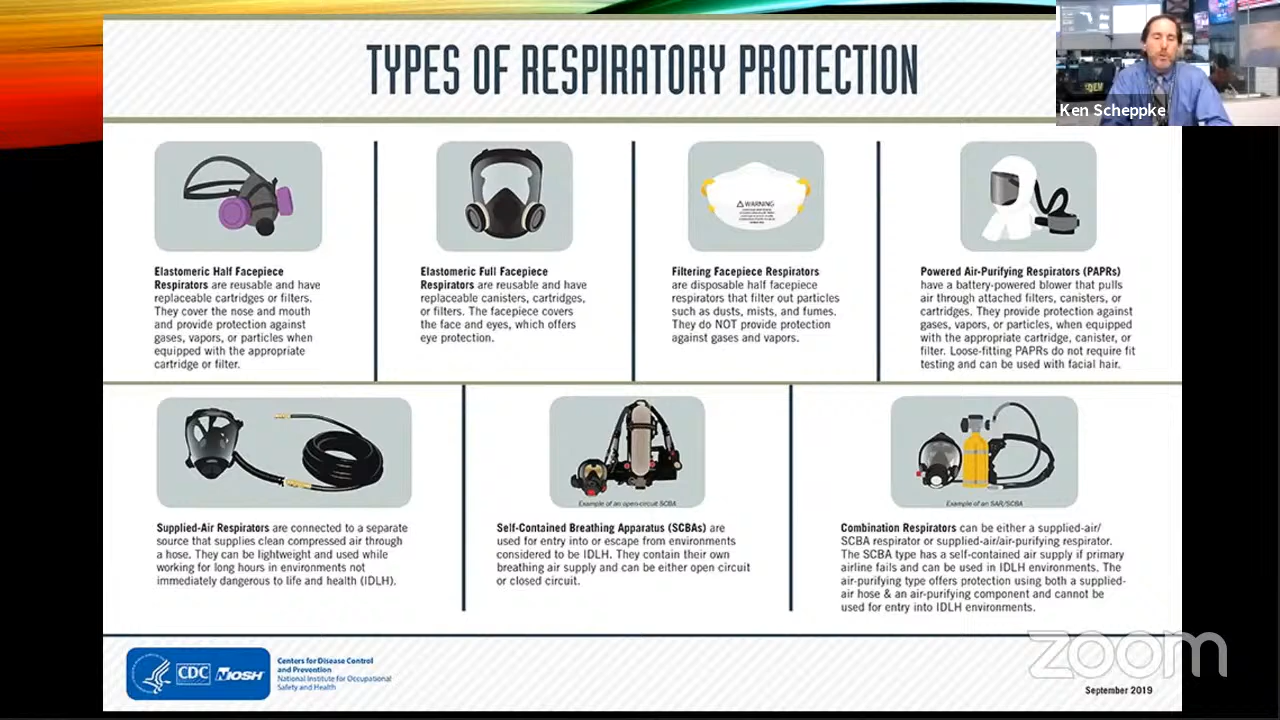 TYPES OF RESPIRATORY PROTECTION
Ken Scheppke
WARNING
Elastomeric Half Facepiece
Respirators are reusable and have
replaceable cartridges or filters.
They cover the nose and mouth
and provide protection against
gases, vapors, or particles when
equipped with the appropriate
cartridge or filter.
Elastomeric Full Facepiece
Respirators are reusable and have
replaceable canisters, cartridges,
or filters. The facepiece covers
the face and eyes, which offers
eye protection.
Filtering Facepiece Respirators
are disposable half facepiece
respirators that filter out particles
such as dusts, mists, and fumes.
They do NOT provide protection
against gases and vapors.
Powered Air-Purifying Respirators (PAPRs)
have a battery-powered blower that pulls
air through attached filters, canisters, or
cartridges. They provide protection against
gases, vapors, or particles, when equipped
with the appropriate cartridge, canister, or
filter. Loose-fitting PAPRs do not require fit
testing and can be used with facial hair.
Supplied-Air Respirators are connected to a separate
source that supplies clean compressed air through
a hose. They can be lightweight and used while
working for long hours in environments not
immediately dangerous to life and health (IDLH).
Example of an open-circuit SCBA
Self-Contained Breathing Apparatus (SCBAs) are
used for entry into or escape from environments
considered to be IDLH. They contain their own
breathing air supply and can be either open circuit
or closed circuit.
Example of an SAR/SCBA
Combination Respirators can be either a supplied-air/
SCBA respirator or supplied-air/air-purifying respirator.
The SCBA type has a self-contained air supply if primary
airline fails and can be used in IDLH environments. The
air-purifying type offers protection using both a supplied-
air hose & an air-purifying component and cannot be
used for entry into IDLH environments.
CDC
NIOSH
Centers for Disease Control
and Prevention
National Institute for Occupational
Safety and Health
zoom
September 2019